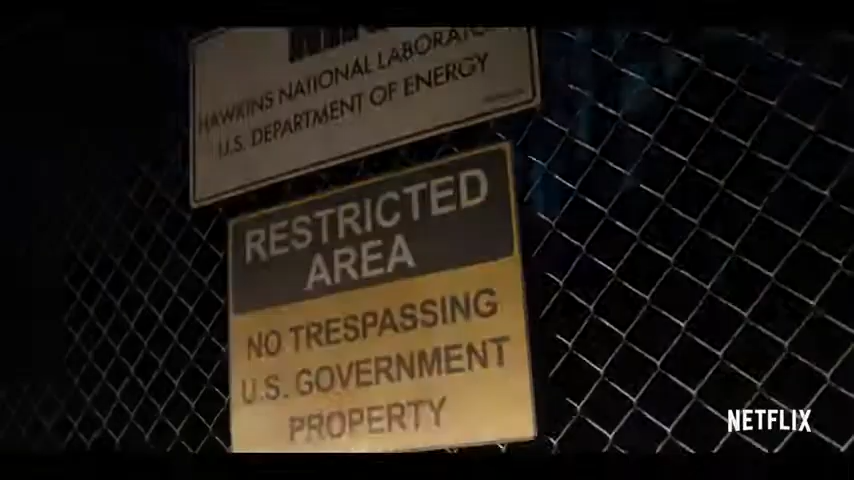 HAWKINS NATIONAL LABORATORY
U.S. DEPARTMENT OF ENERGY
RESTRICTED
AREA
NO TRESPASSING
U.S. GOVERNMENT
PROPERTY
NETFLIX